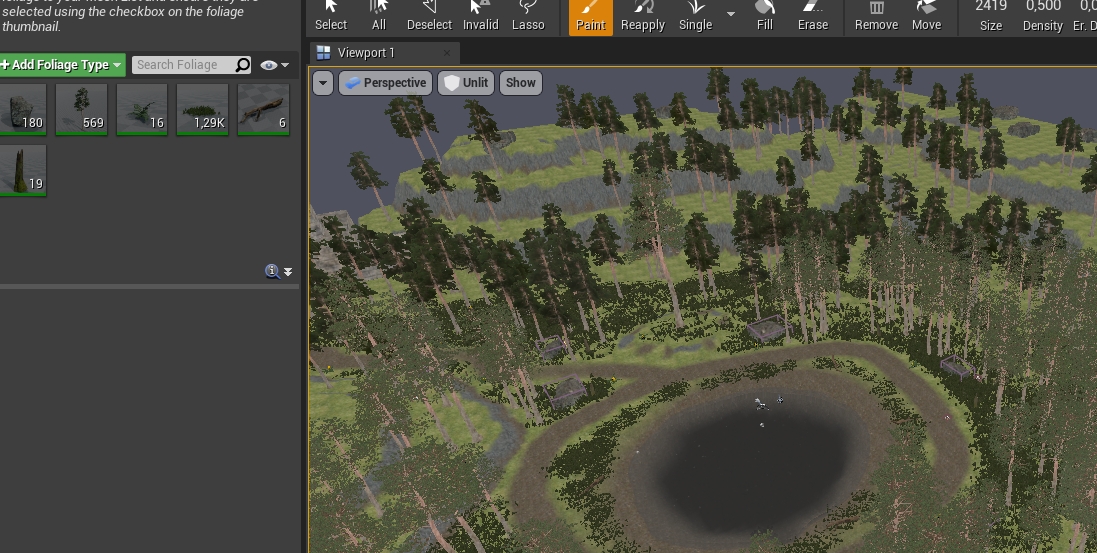 foliage to your mesh list and ensure they are
selected using the checkbox on the foliage
thumbnail.
Select All Deselect Invalid Lasso Paint Reapply Single Fill Erase Remove Move
2419 0,500
Size Density Er. D
+ Add Foliage Type
Search Foliage
Viewport 1
Perspective Unlit Show
180 569 16 1,29K 6
19